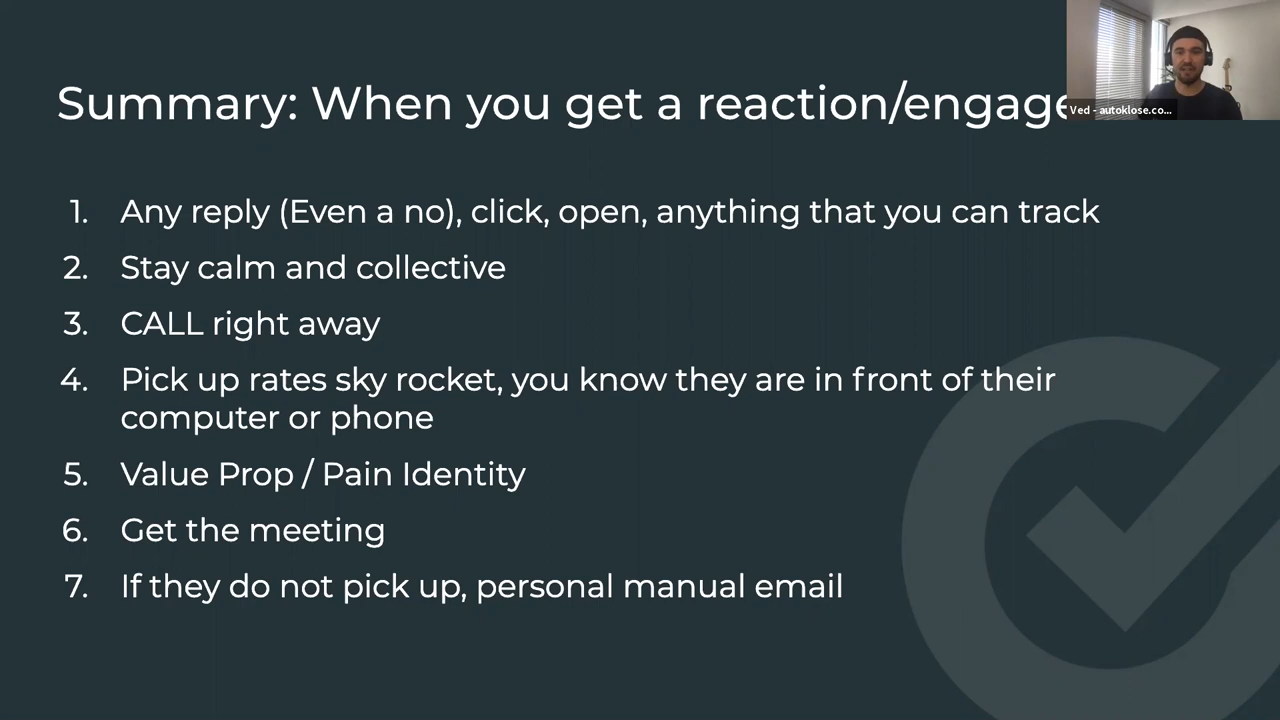 Summary: When you get a reaction/engage
Ved - autoklose.co...
1. Any reply (Even a no), click, open, anything that you can track
2. Stay calm and collective
3. CALL right away
4. Pick up rates sky rocket, you know they are in front of their
computer or phone
5. Value Prop / Pain Identity
6. Get the meeting
7. If they do not pick up, personal manual email